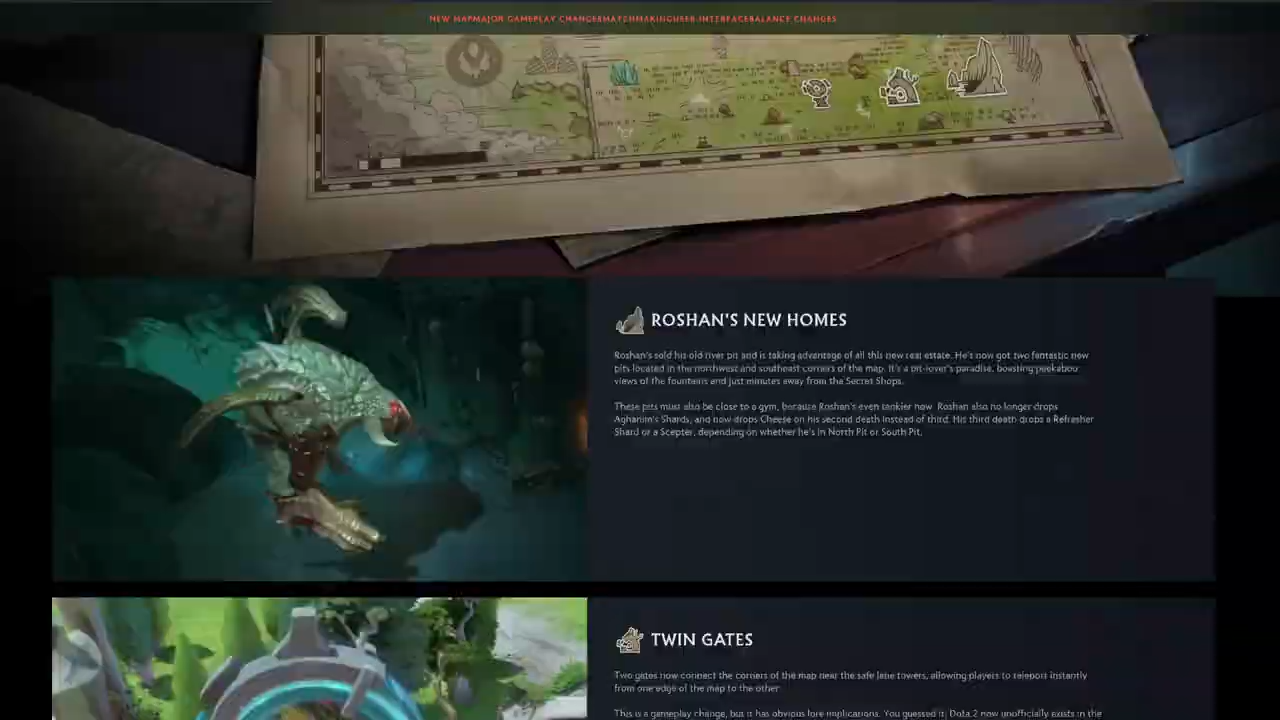 NEW MAP MAJOR GAMEPLAY CHANGES MATCHMAKING USER INTERFACE BALANCE CHANGES
ROSHAN'S NEW HOMES
Roshan's sold his old river pit and is taking advantage of all this new real estate. He's now got two fantastic new
pits located in the northwest and southeast corners of the map. It's a pit-lover's paradise, boasting peekaboo
views of the fountains and just minutes away from the Secret Shops.
These pits must also be close to a gym, because Roshan's even tankier now. Roshan also no longer drops
Aghanim's Shards, and now drops Cheese on his second death instead of third. His third death drops a Refresher
Shard or a Scepter, depending on whether he's in North Pit or South Pit.
TWIN GATES
Two gates now connect the corners of the map near the safe lane towers, allowing players to teleport instantly
from one edge of the map to the other.
This is a gameplay change, but it has obvious lore implications. You guessed it: Dota 2 now unofficially exists in the